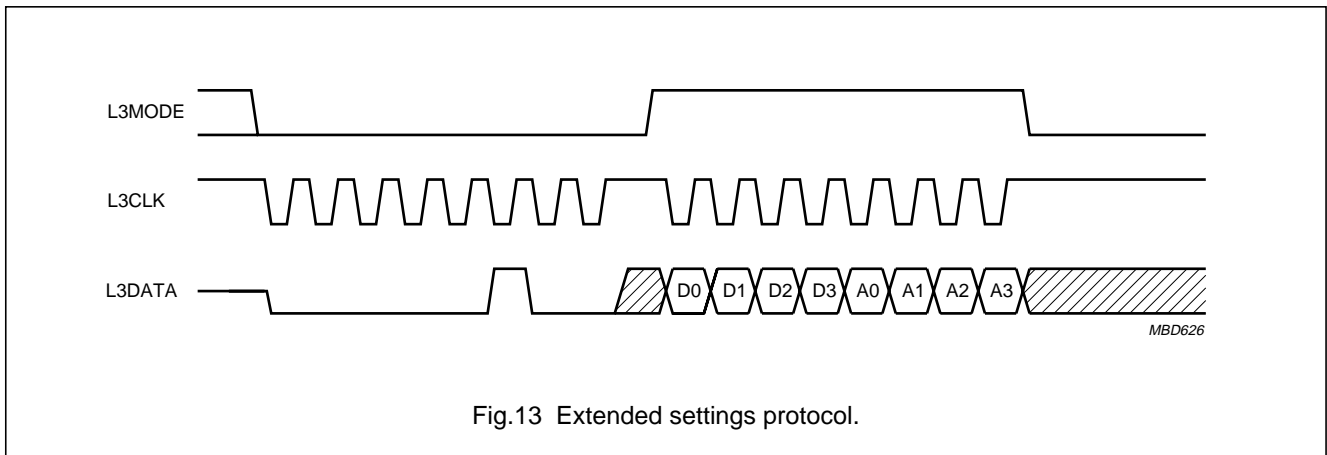 L3MODE
L3CLK
L3DATA D0 D1 D2 D3 A0 A1 A2 A3
MBD626
Fig.13 Extended settings protocol.